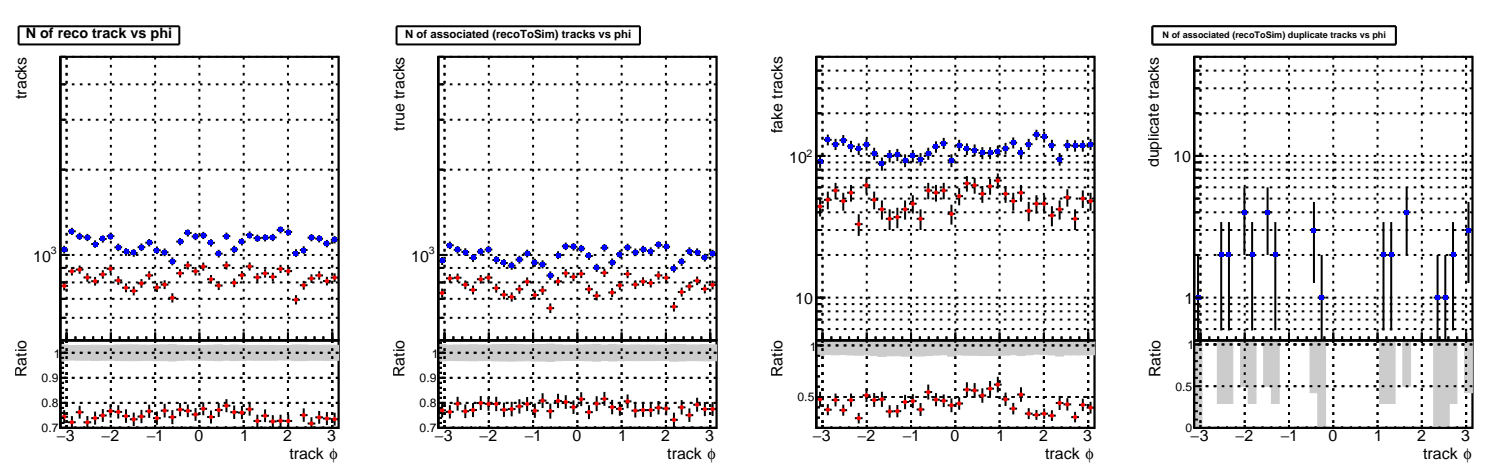 N of reco track vs phi
tracks
10³
Ratio
1
0.9
0.8
0.7
−3 −2 −1 0 1 2 3
track ϕ
N of associated (recoToSim) tracks vs phi
true tracks
10³
Ratio
1
0.9
0.8
0.7
−3 −2 −1 0 1 2 3
track ϕ
fake tracks
10²
10
Ratio
1
0.5
−3 −2 −1 0 1 2 3
track ϕ
N of associated (recoToSim) duplicate tracks vs phi
duplicate tracks
10
1
Ratio
1
0.5
0
−3 −2 −1 0 1 2 3
track ϕ